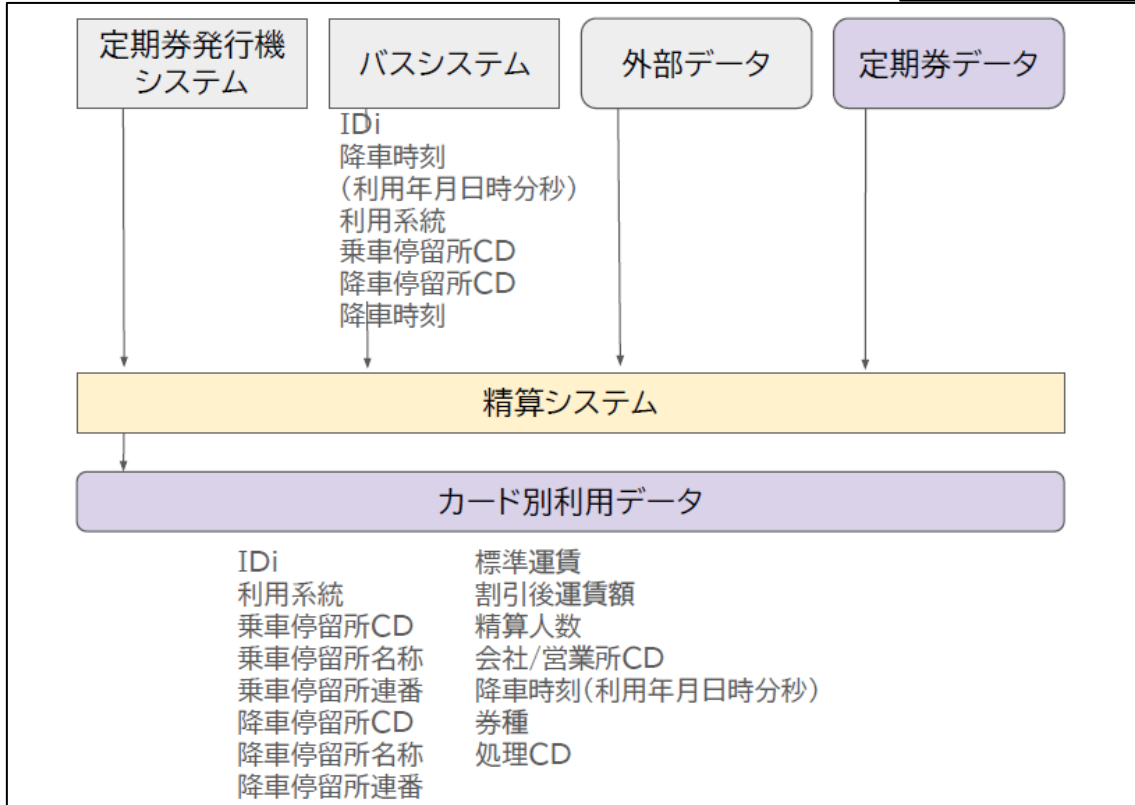 定期券発行機
システム
バスシステム
外部データ
定期券データ
IDi
降車時刻
(利用年月日時分秒)
利用系統
乗車停留所CD
降車停留所CD
降車時刻
精算システム
カード別利用データ
IDi
利用系統
乗車停留所CD
乗車停留所名称
乗車停留所連番
降車停留所CD
降車停留所名称
降車停留所連番
標準運賃
割引後運賃額
精算人数
会社/営業所CD
降車時刻(利用年月日時分秒)
券種
処理CD